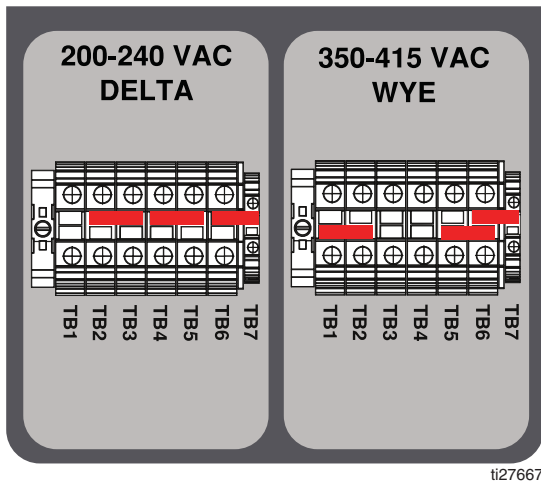 200-240 VAC
DELTA
TB1
TB2
TB3
TB4
TB5
TB6
TB7
350-415 VAC
WYE
TB1
TB2
TB3
TB4
TB5
TB6
TB7
ti27667